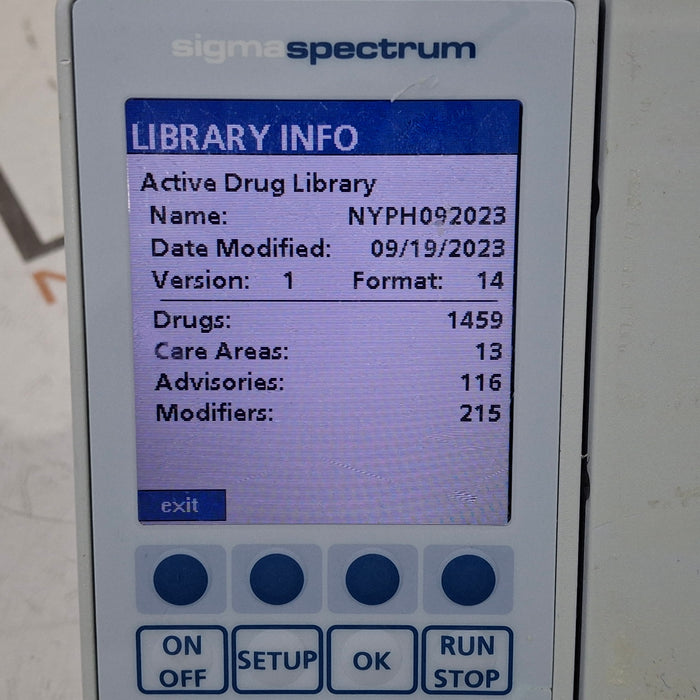 sigmaspectrum
LIBRARY INFO
Active Drug Library
Name: NYPH092023
Date Modified: 09/19/2023
Version: 1 Format: 14
Drugs: 1459
Care Areas: 13
Advisories: 116
Modifiers: 215
exit
ON OFF SETUP OK RUN STOP